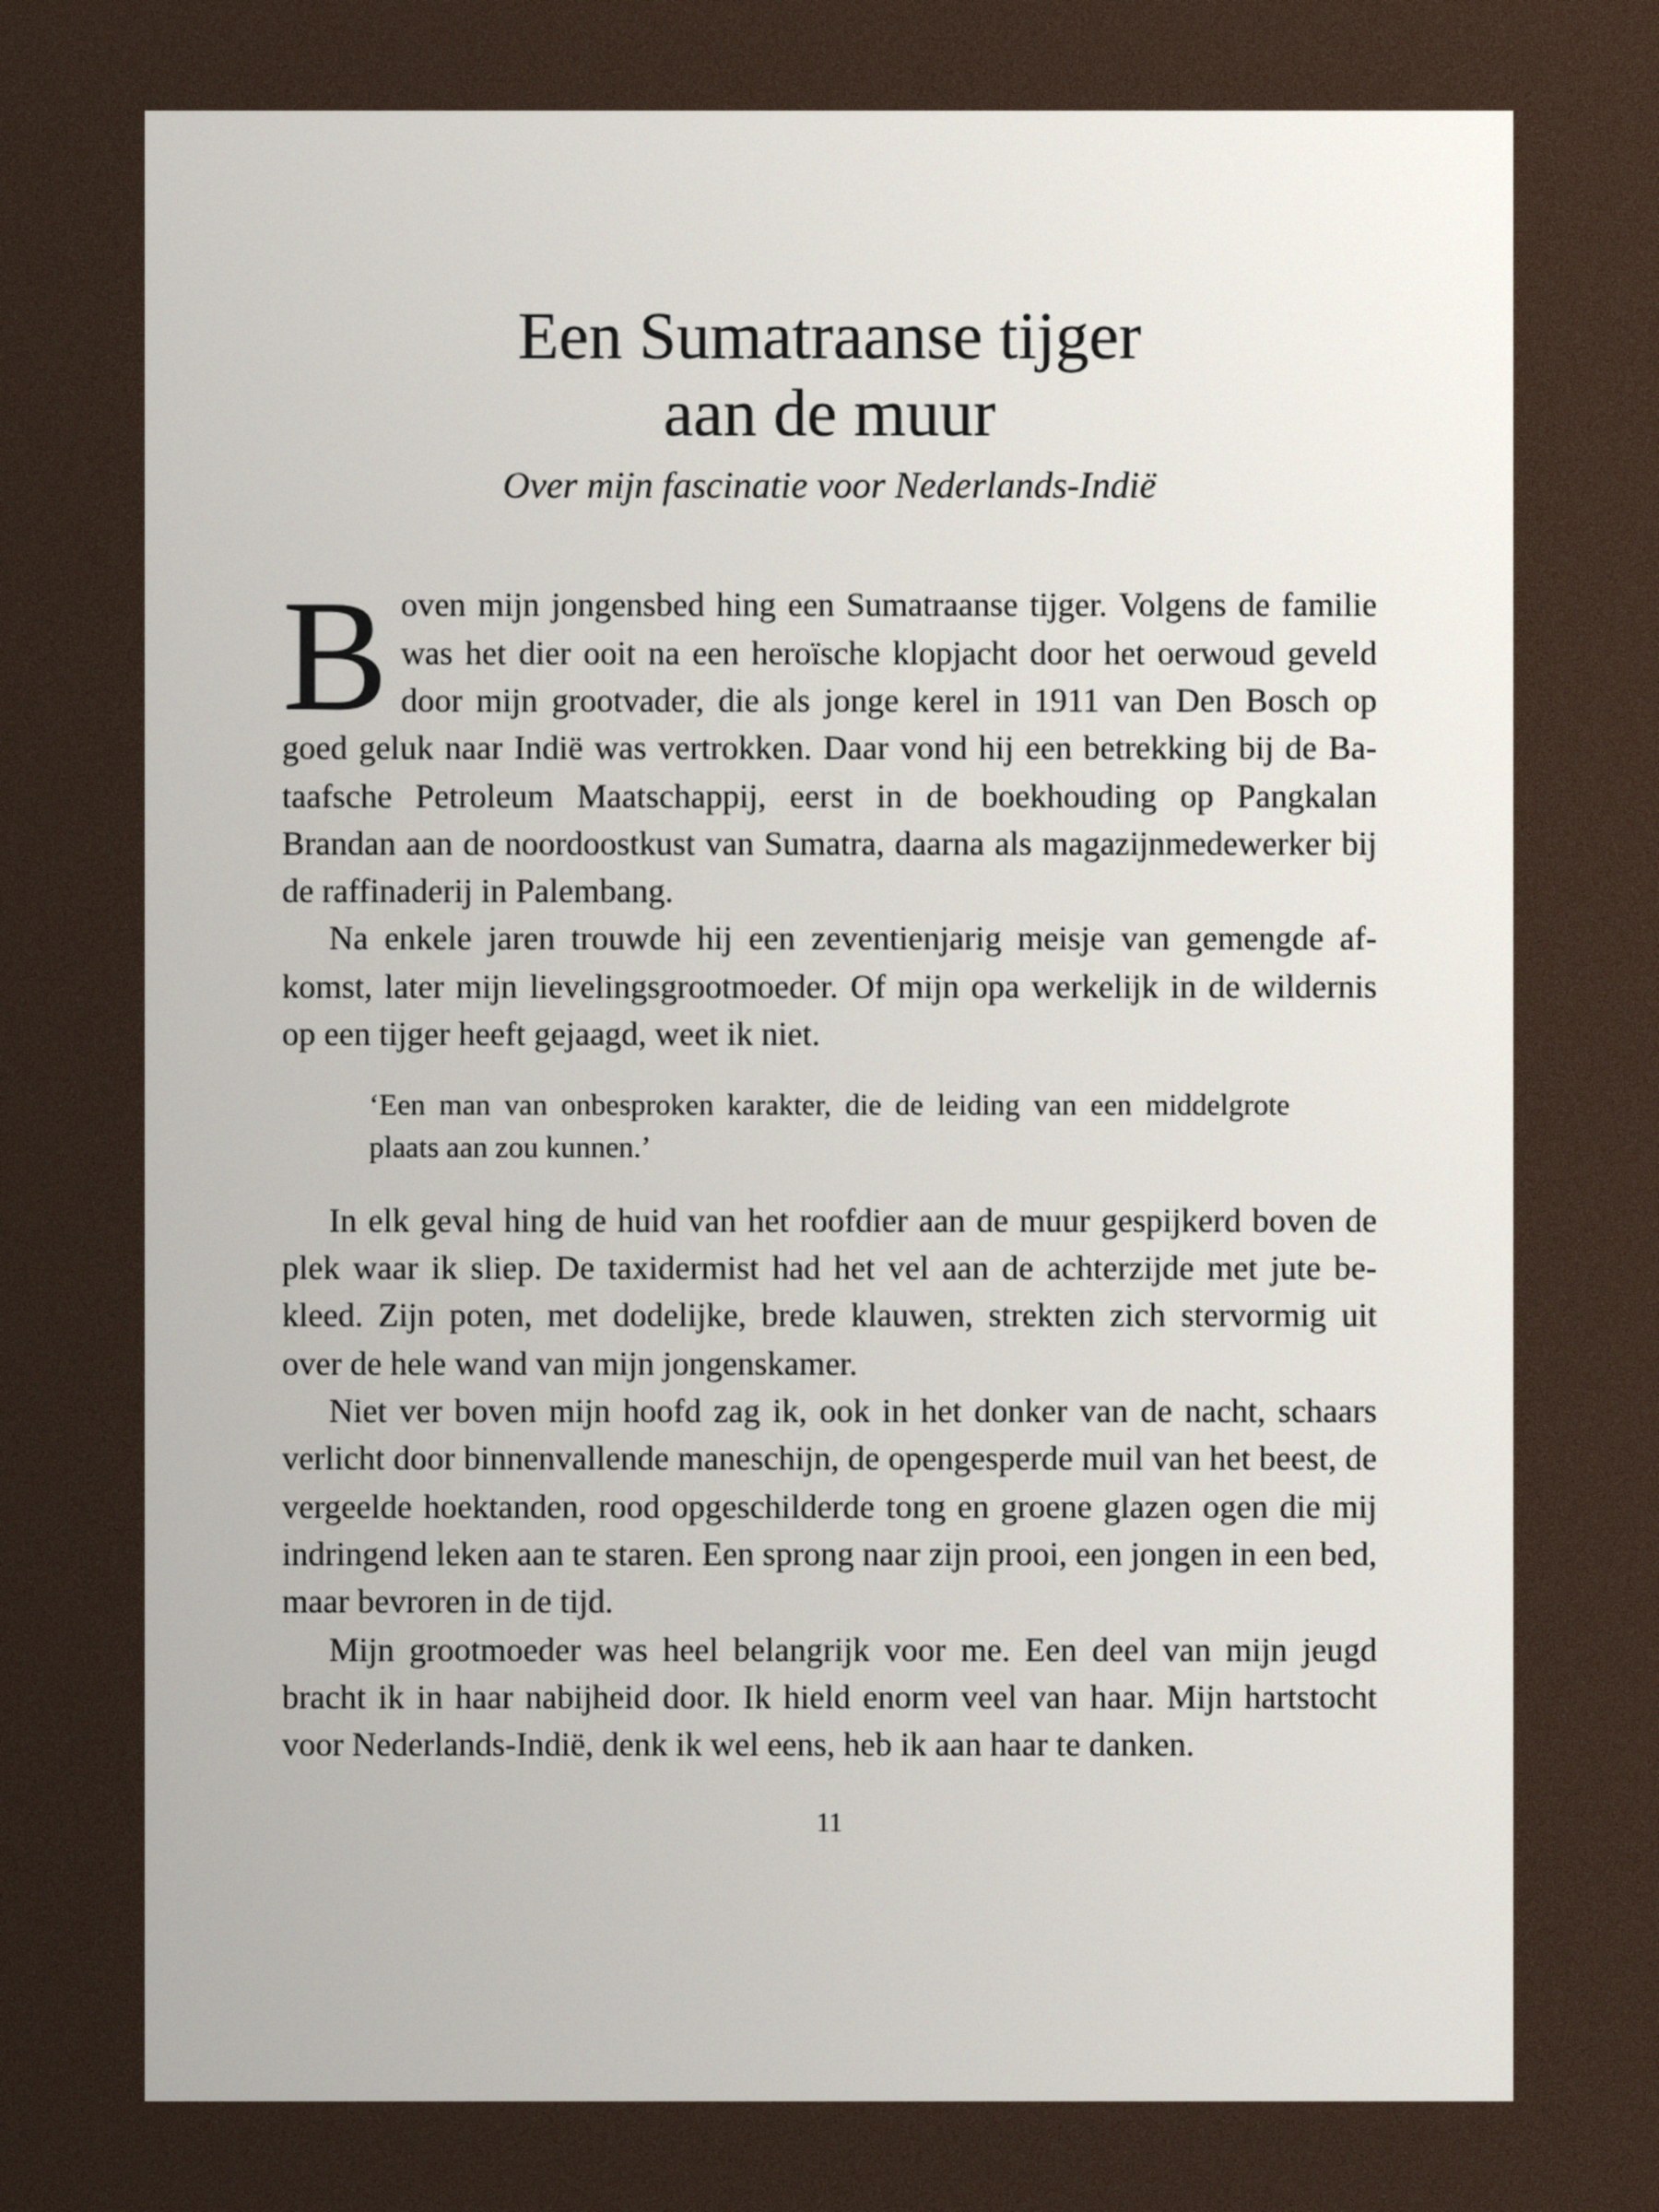 Een Sumatraanse tijger
aan de muur
Over mijn fascinatie voor Nederlands-Indië
Boven mijn jongensbed hing een Sumatraanse tijger. Volgens de familie
was het dier ooit na een heroïsche klopjacht door het oerwoud geveld
door mijn grootvader, die als jonge kerel in 1911 van Den Bosch op
goed geluk naar Indië was vertrokken. Daar vond hij een betrekking bij de Ba-
taafsche Petroleum Maatschappij, eerst in de boekhouding op Pangkalan
Brandan aan de noordoostkust van Sumatra, daarna als magazijnmedewerker bij
de raffinaderij in Palembang.
Na enkele jaren trouwde hij een zeventienjarig meisje van gemengde af-
komst, later mijn lievelingsgrootmoeder. Of mijn opa werkelijk in de wildernis
op een tijger heeft gejaagd, weet ik niet.
‘Een man van onbesproken karakter, die de leiding van een middelgrote
plaats aan zou kunnen.’
In elk geval hing de huid van het roofdier aan de muur gespijkerd boven de
plek waar ik sliep. De taxidermist had het vel aan de achterzijde met jute be-
kleed. Zijn poten, met dodelijke, brede klauwen, strekten zich stervormig uit
over de hele wand van mijn jongenskamer.
Niet ver boven mijn hoofd zag ik, ook in het donker van de nacht, schaars
verlicht door binnenvallende maneschijn, de opengesperde muil van het beest, de
vergeelde hoektanden, rood opgeschilderde tong en groene glazen ogen die mij
indringend leken aan te staren. Een sprong naar zijn prooi, een jongen in een bed,
maar bevroren in de tijd.
Mijn grootmoeder was heel belangrijk voor me. Een deel van mijn jeugd
bracht ik in haar nabijheid door. Ik hield enorm veel van haar. Mijn hartstocht
voor Nederlands-Indië, denk ik wel eens, heb ik aan haar te danken.
11